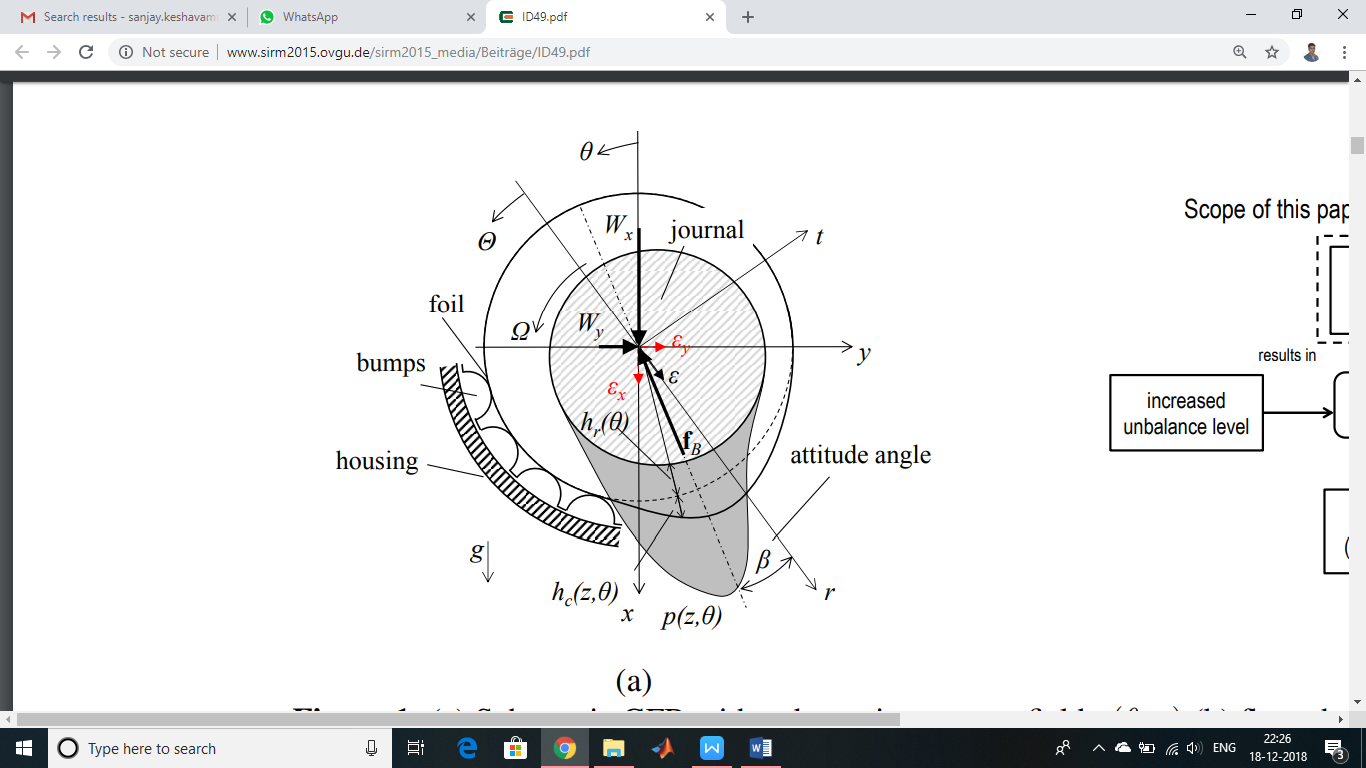 Search results - sanjay.keshavam
WhatsApp
ID49.pdf
Not secure | www.sirm2015.ovgu.de/sirm2015_media/Beiträge/ID49.pdf
θ
Θ
W_x
journal
t
foil
Ω
W_y
ε_y
y
bumps
ε_x
ε
h_r(θ)
f_B
housing
attitude angle
g
β
h_c(z,θ)
x
p(z,θ)
r
(a)
Scope of this pap
results in
increased
unbalance level
(
Type here to search
ENG
22:26
18-12-2018
3